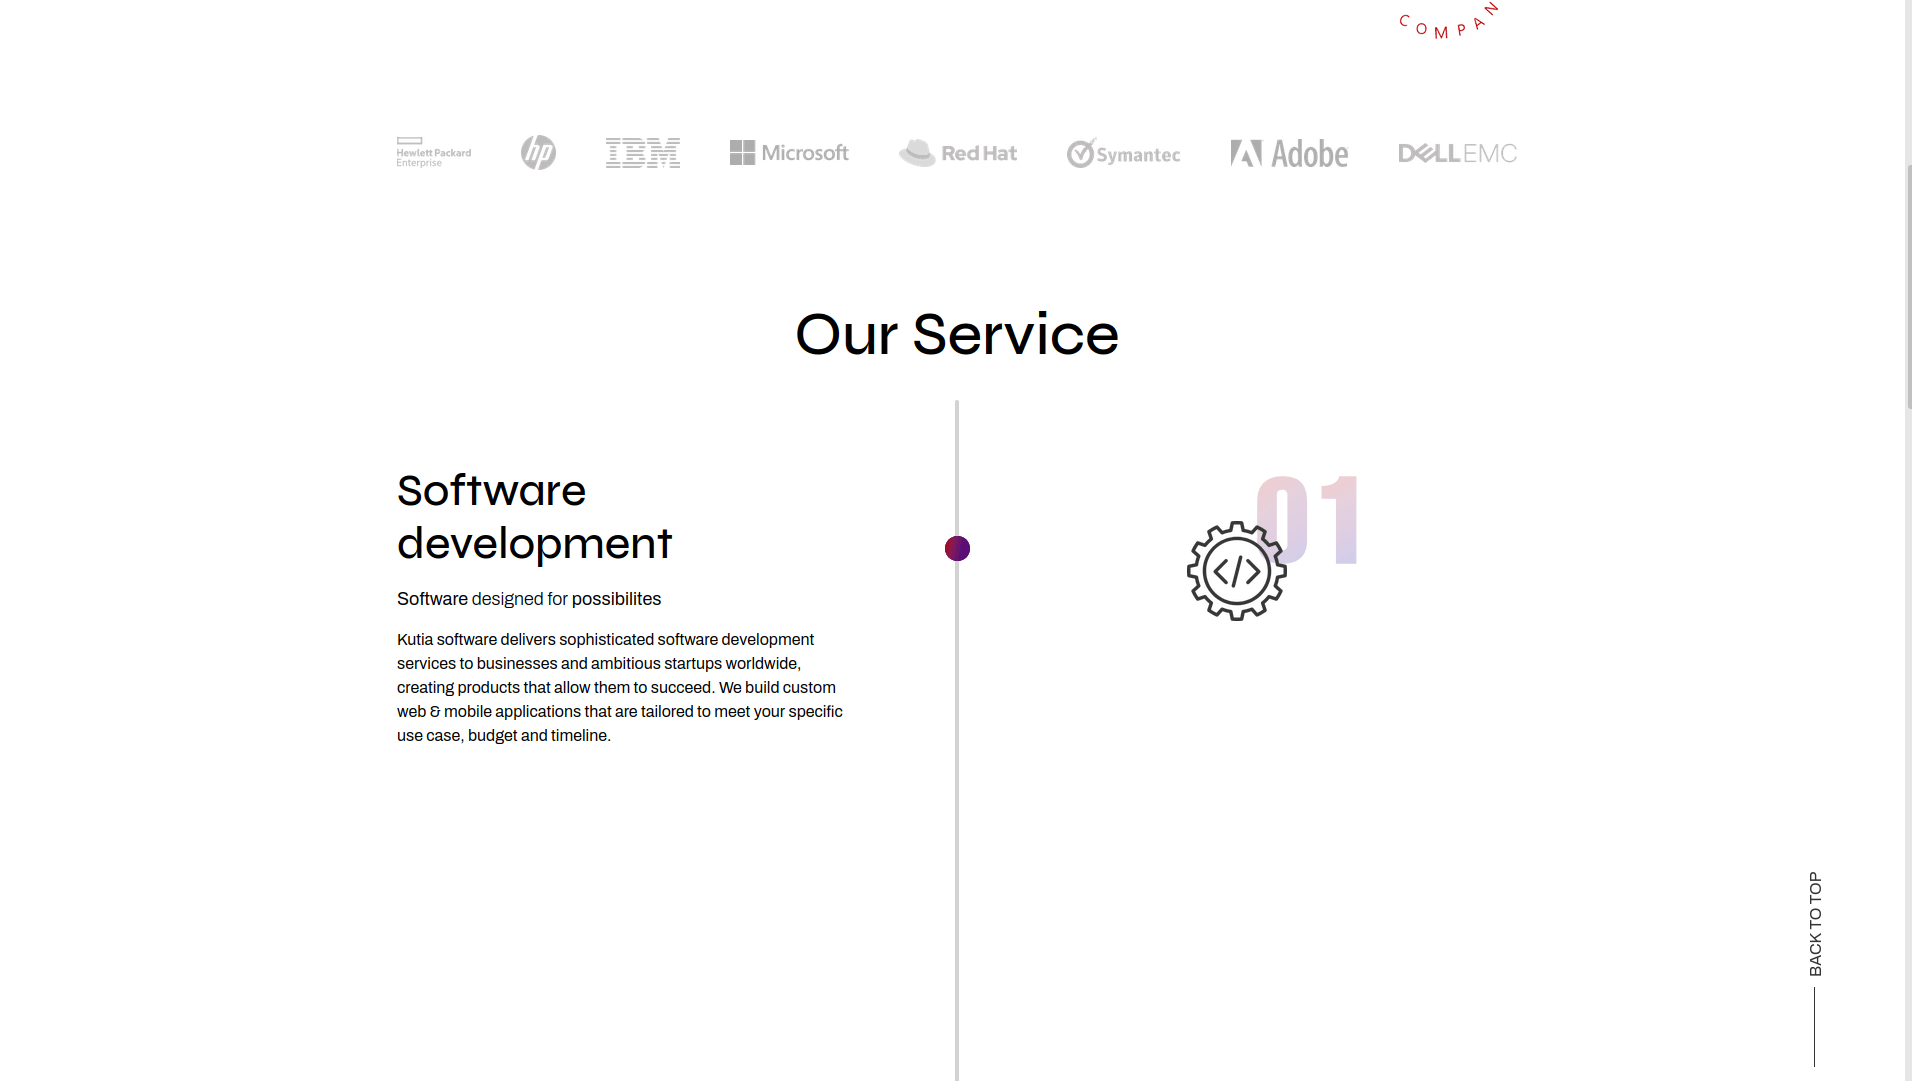 COMPAN
Hewlett Packard
Enterprise
hp
IBM
Microsoft
Red Hat
Symantec
Adobe
DELLEMC
Our Service
Software
development
01
Software designed for possibilites
Kutia software delivers sophisticated software development
services to businesses and ambitious startups worldwide,
creating products that allow them to succeed. We build custom
web & mobile applications that are tailored to meet your specific
use case, budget and timeline.
</>
BACK TO TOP